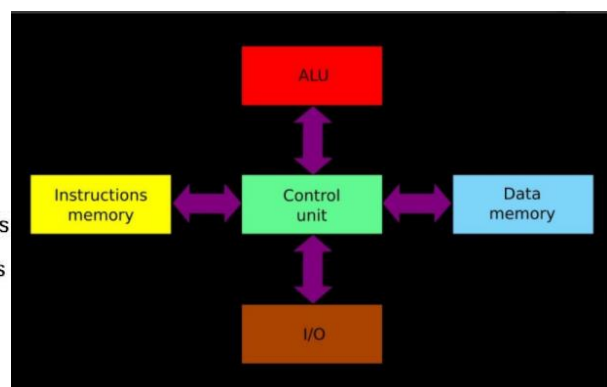 ALU
Instructions
memory
Control
unit
Data
memory
s
s
I/O